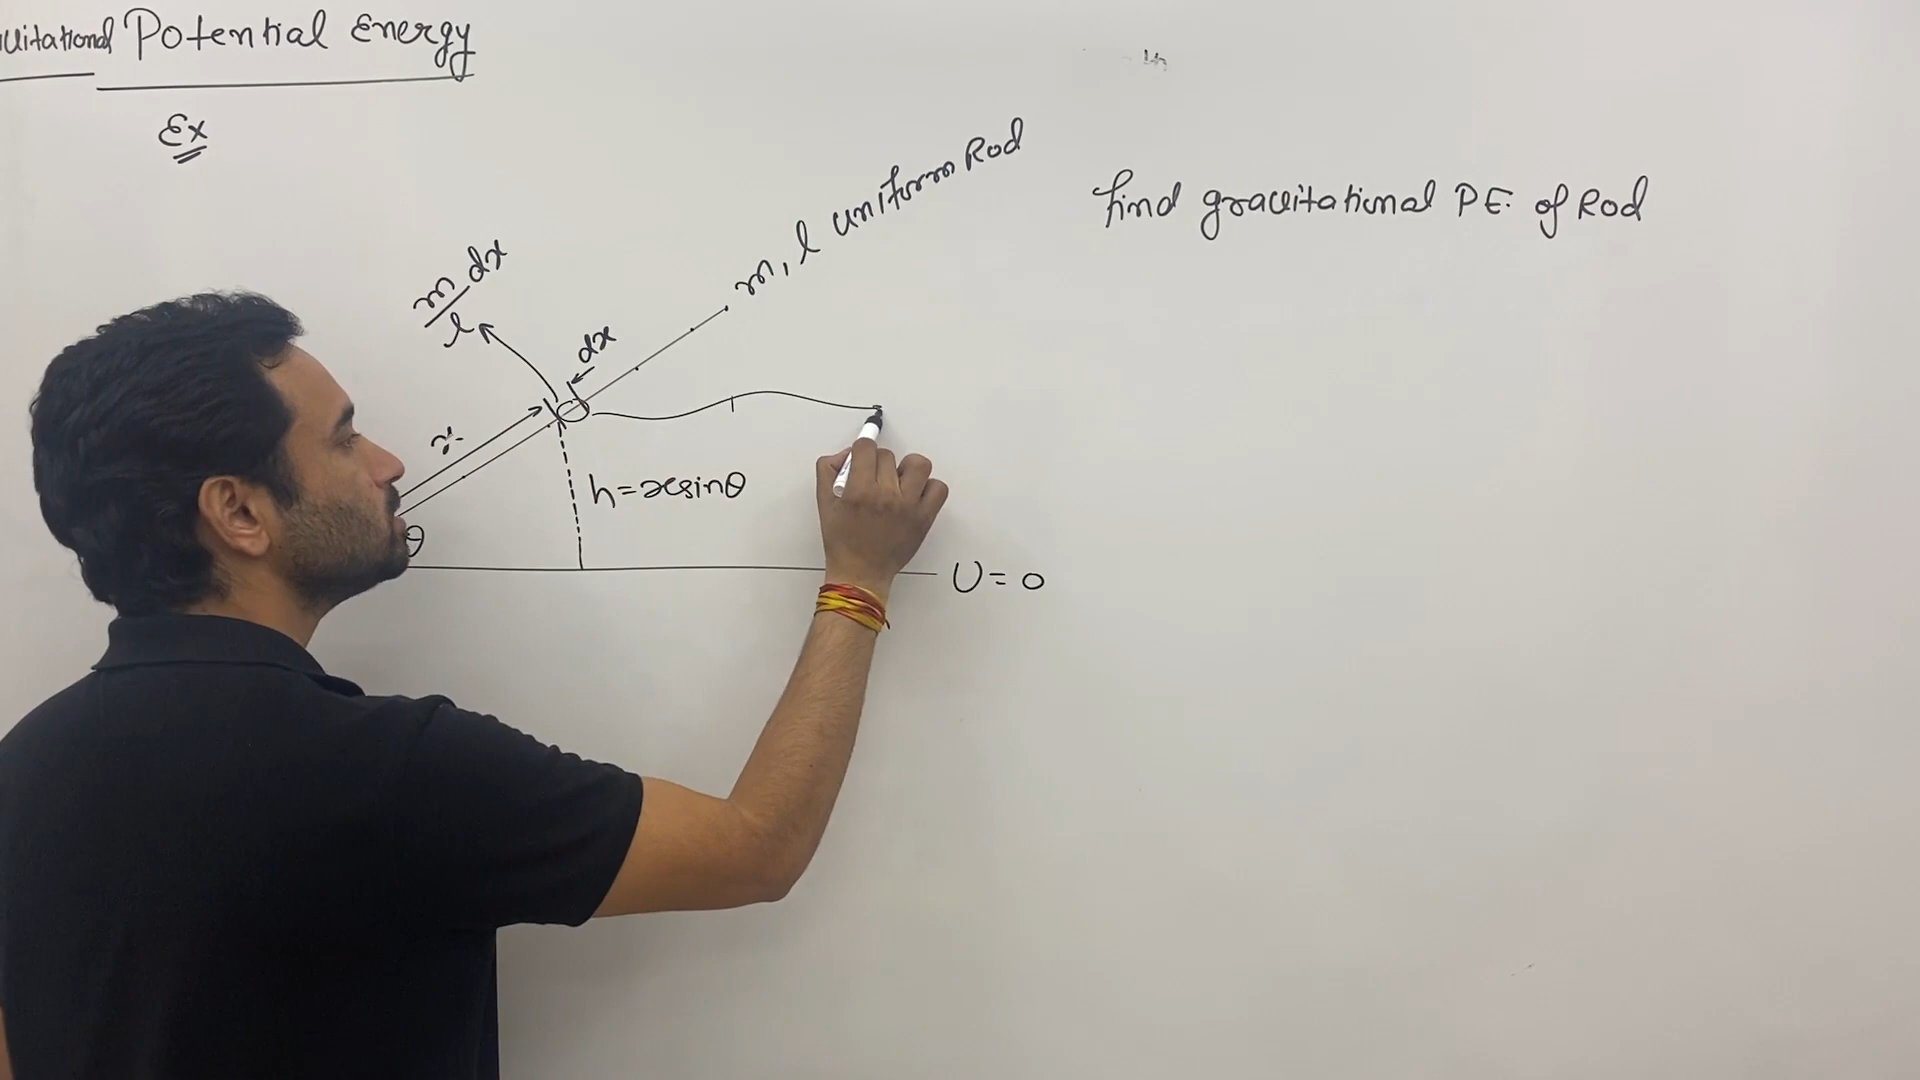 Potential Energy
Ex
m, l uniform Rod
find gravitational P.E. of Rod
m/l dx
dx
x
h=xsinθ
θ
U=0